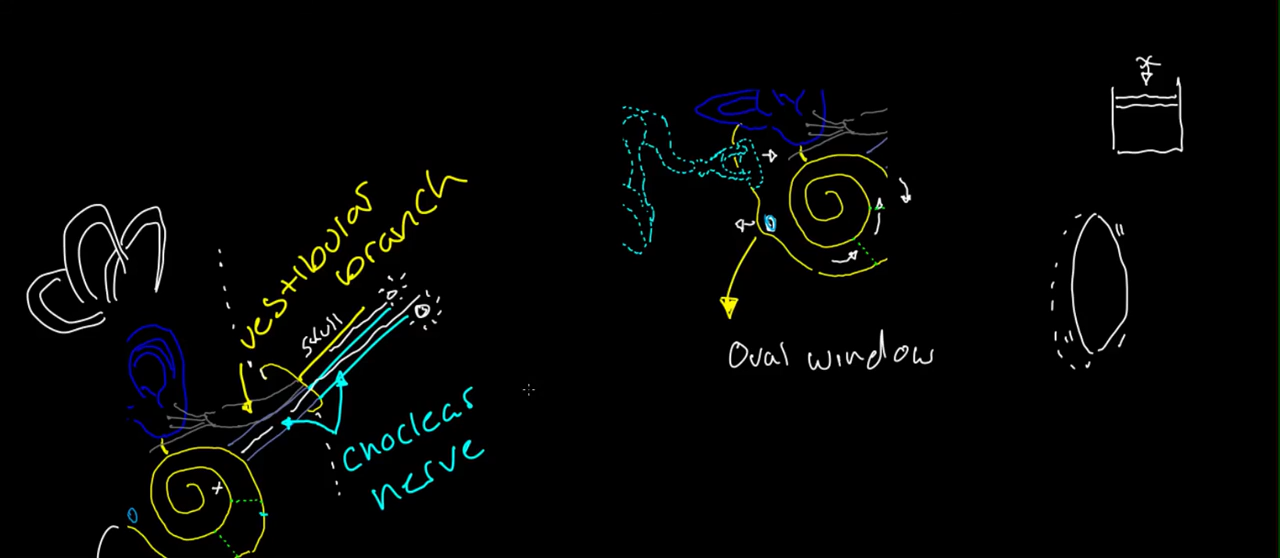 vestibular
branch
skull
choclear
nerve
Oval window
x